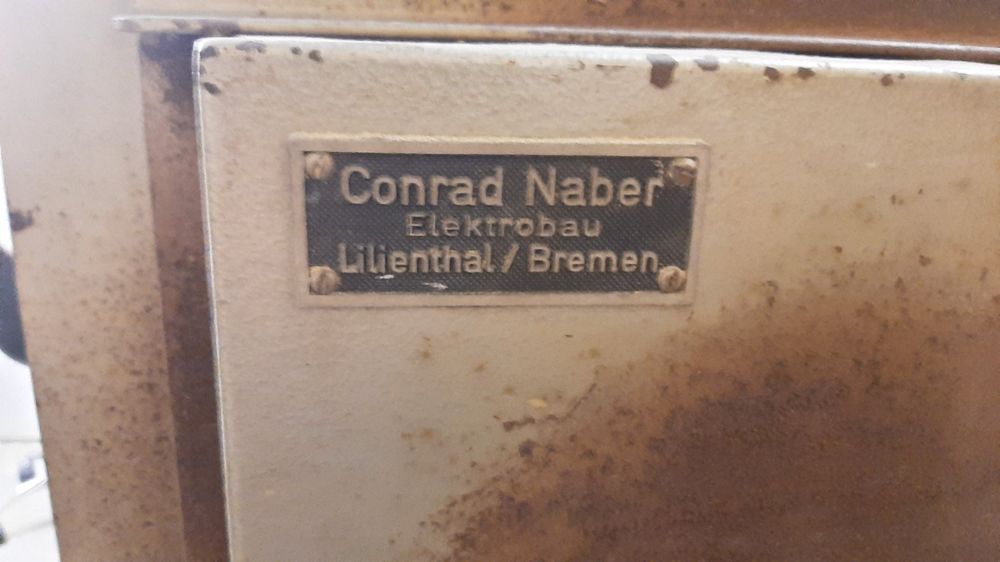 Conrad Naber
Elektrobau
Lilienthal / Bremen